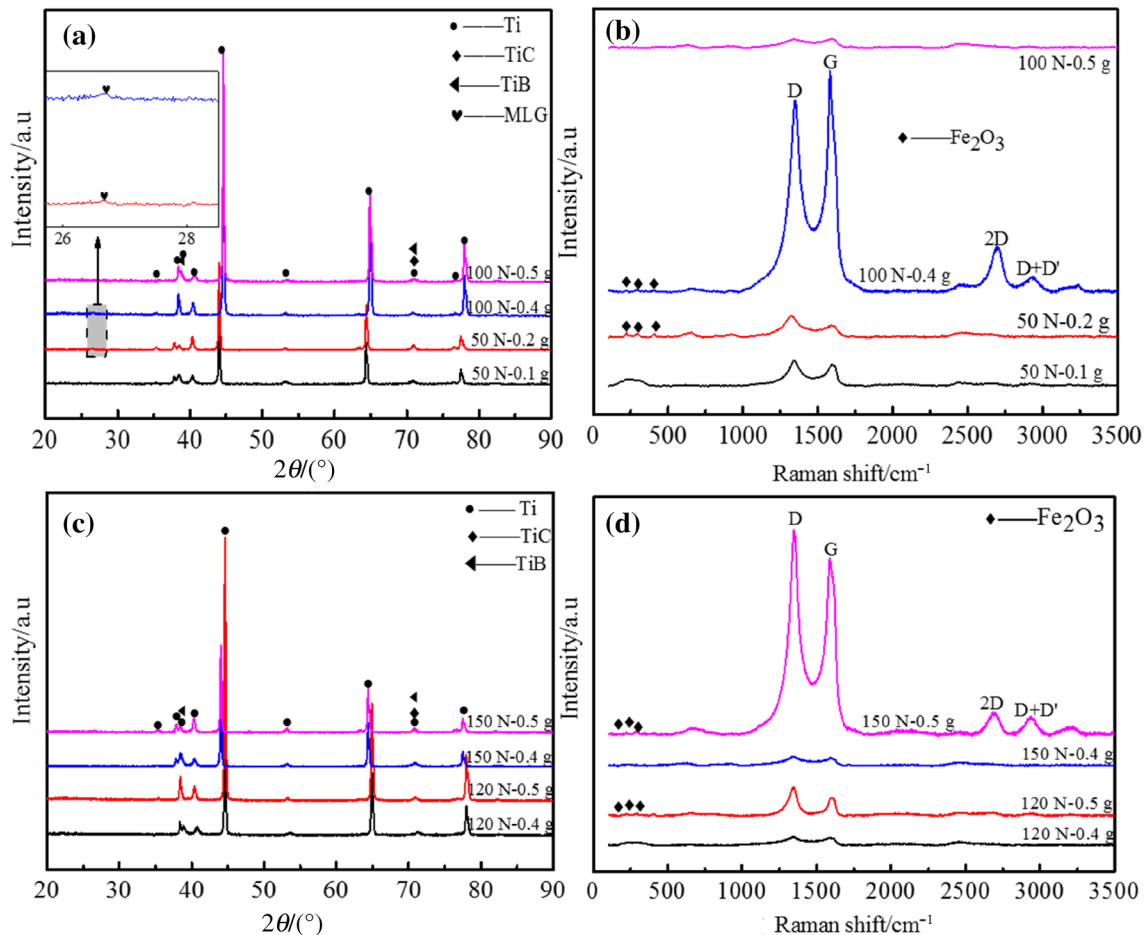 (a)
●——Ti
◆——TiC
◀——TiB
♥——MLG
26 28
100 N-0.5 g
100 N-0.4 g
50 N-0.2 g
50 N-0.1 g
Intensity/a.u
20 30 40 50 60 70 80 90
2θ/(°)
(b)
100 N-0.5 g
D G
◆——Fe₂O₃
2D
D+D'
100 N-0.4 g
50 N-0.2 g
50 N-0.1 g
Intensity/a.u
0 500 1000 1500 2000 2500 3000 3500
Raman shift/cm⁻¹
(c)
●——Ti
◆——TiC
◀——TiB
150 N-0.5 g
150 N-0.4 g
120 N-0.5 g
120 N-0.4 g
Intensity/a.u
20 30 40 50 60 70 80 90
2θ/(°)
(d)
D
G
◆——Fe₂O₃
2D D+D'
150 N-0.5 g
150 N-0.4 g
120 N-0.5 g
120 N-0.4 g
Intensity/a.u
0 500 1000 1500 2000 2500 3000 3500
Raman shift/cm⁻¹